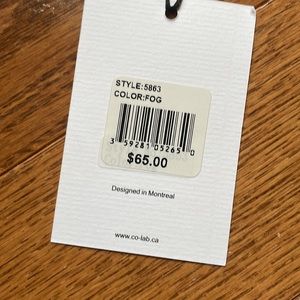 STYLE:5863
COLOR:FOG
3 59281 05265 0
$65.00
Designed in Montreal
www.co-lab.ca